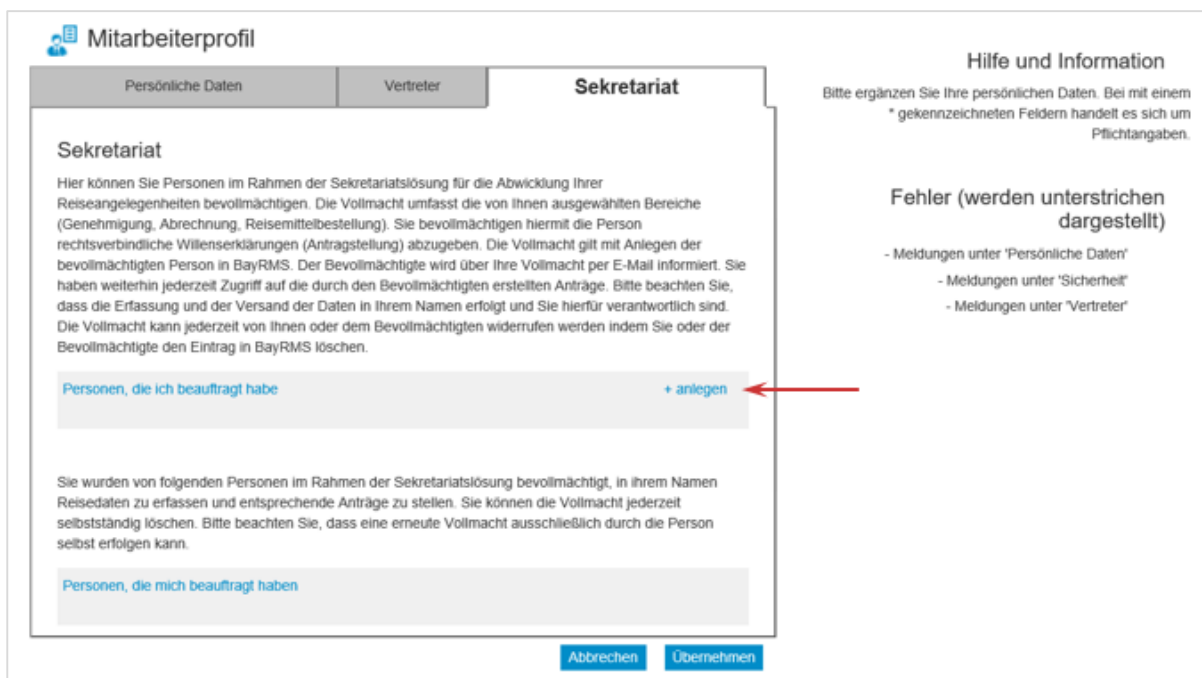 Mitarbeiterprofil
Persönliche Daten
Vertreter
Sekretariat
Sekretariat
Hier können Sie Personen im Rahmen der Sekretariatslösung für die Abwicklung Ihrer
Reiseangelegenheiten bevollmächtigen. Die Vollmacht umfasst die von Ihnen ausgewählten Bereiche
(Genehmigung, Abrechnung, Reisemittelbestellung). Sie bevollmächtigen hiermit die Person
rechtsverbindliche Willenserklärungen (Antragstellung) abzugeben. Die Vollmacht gilt mit Anlegen der
bevollmächtigten Person in BayRMS. Der Bevollmächtigte wird über Ihre Vollmacht per E-Mail informiert. Sie
haben weiterhin jederzeit Zugriff auf die durch den Bevollmächtigten erstellten Anträge. Bitte beachten Sie,
dass die Erfassung und der Versand der Daten in Ihrem Namen erfolgt und Sie hierfür verantwortlich sind.
Die Vollmacht kann jederzeit von Ihnen oder dem Bevollmächtigten widerrufen werden indem Sie oder der
Bevollmächtigte den Eintrag in BayRMS löschen.
Personen, die ich beauftragt habe
+ anlegen
Sie wurden von folgenden Personen im Rahmen der Sekretariatslösung bevollmächtigt, in ihrem Namen
Reisedaten zu erfassen und entsprechende Anträge zu stellen. Sie können die Vollmacht jederzeit
selbstständig löschen. Bitte beachten Sie, dass eine erneute Vollmacht ausschließlich durch die Person
selbst erfolgen kann.
Personen, die mich beauftragt haben
Abbrechen
Übernehmen
Hilfe und Information
Bitte ergänzen Sie Ihre persönlichen Daten. Bei mit einem
* gekennzeichneten Feldern handelt es sich um
Pflichtangaben.
Fehler (werden unterstrichen
dargestellt)
- Meldungen unter 'Persönliche Daten'
- Meldungen unter 'Sicherheit'
- Meldungen unter 'Vertreter'